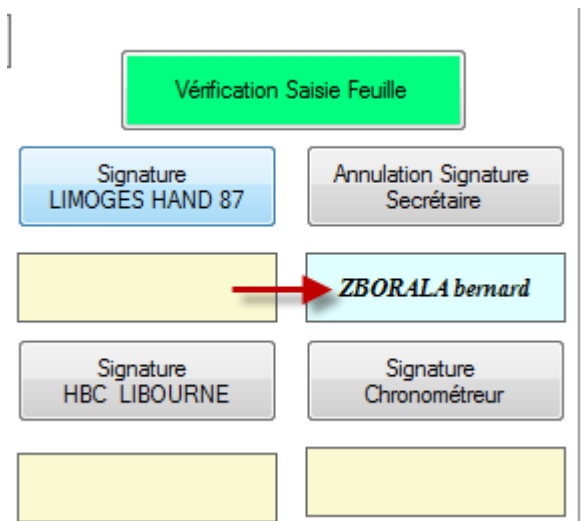 Vérification Saisie Feuille
Signature
LIMOGES HAND 87
Annulation Signature
Secrétaire
ZBORALA bernard
Signature
HBC LIBOURNE
Signature
Chronométreur